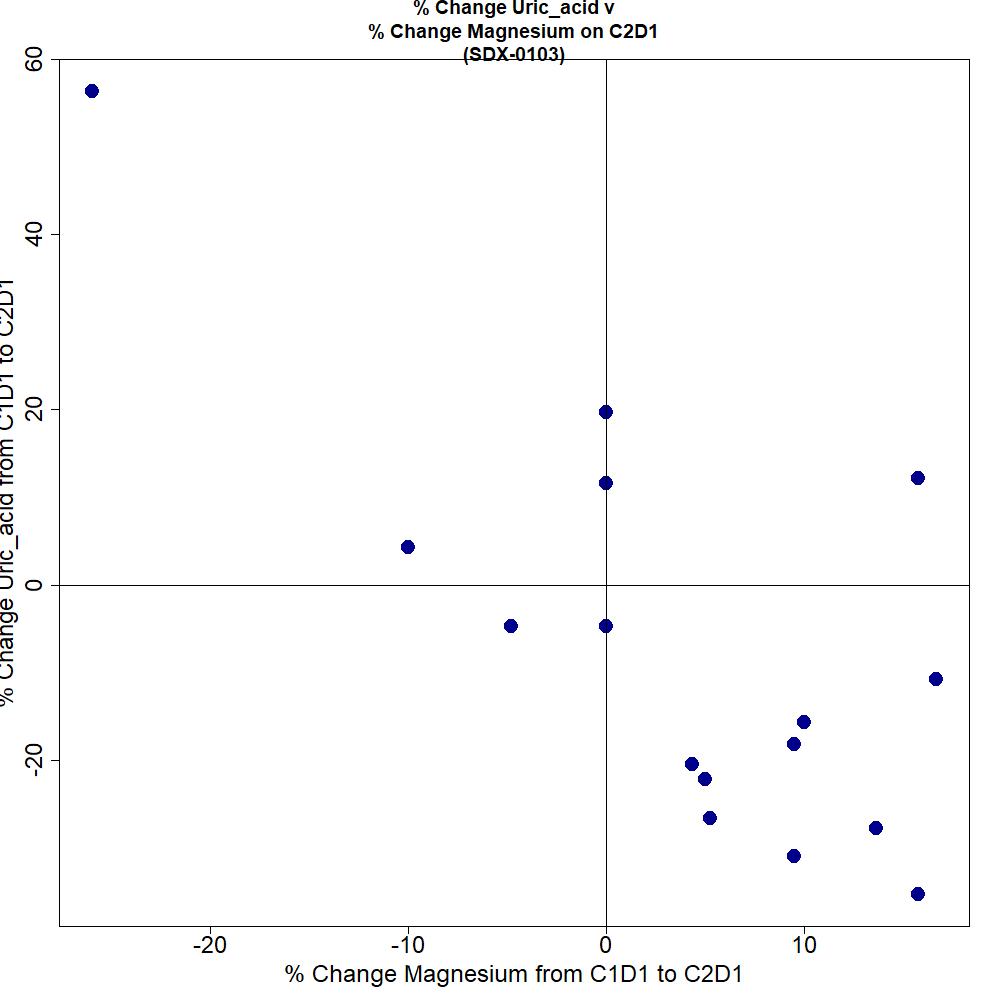 % Change Uric_acid v
% Change Magnesium on C2D1
(SDX-0103)
60
40
20
0
-20
% Change Uric_acid from C1D1 to C2D1
-20
-10
0
10
% Change Magnesium from C1D1 to C2D1